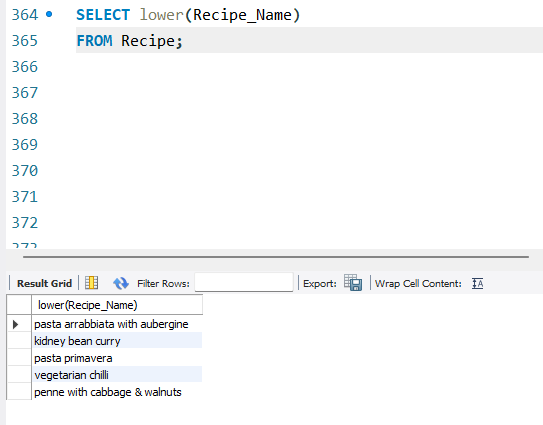 364 SELECT lower(Recipe_Name)
365 FROM Recipe;
366
367
368
369
370
371
372
Result Grid Filter Rows: Export: Wrap Cell Content:
lower(Recipe_Name)
pasta arrabbiata with aubergine
kidney bean curry
pasta primavera
vegetarian chilli
penne with cabbage & walnuts